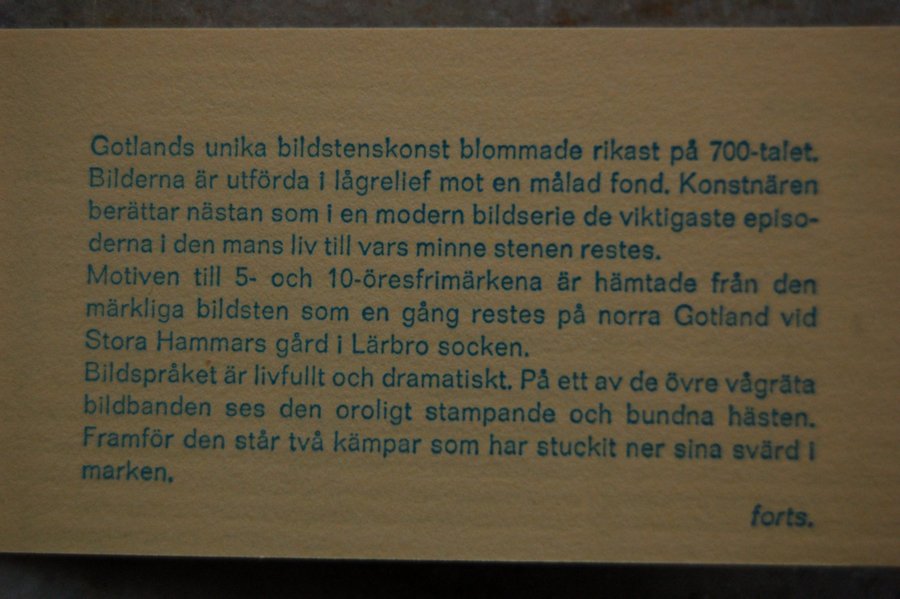 Gotlands unika bildstenskonst blommade rikast på 700-talet.
Bilderna är utförda i lågrelief mot en målad fond. Konstnären
berättar nästan som i en modern bildserie de viktigaste episo-
derna i den mans liv till vars minne stenen restes.
Motiven till 5- och 10-öresfrimärkena är hämtade från den
märkliga bildsten som en gång restes på norra Gotland vid
Stora Hammars gård i Lärbro socken.
Bildspråket är livfullt och dramatiskt. På ett av de övre vågräta
bildbanden ses den oroligt stampande och bundna hästen.
Framför den står två kämpar som har stuckit ner sina svärd i
marken.
forts.